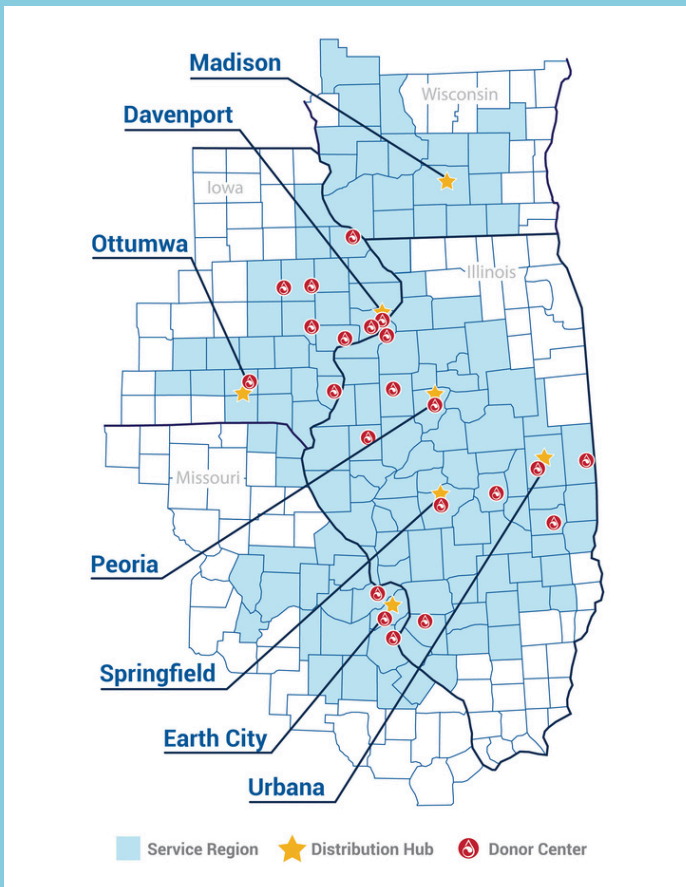 Madison
Wisconsin
Davenport
Iowa
Ottumwa
Illinois
Missouri
Peoria
Springfield
Earth City
Urbana
Service Region
Distribution Hub
Donor Center